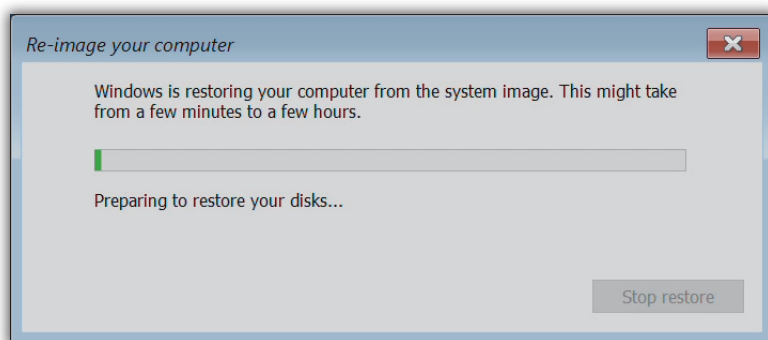 Re-image your computer
Windows is restoring your computer from the system image. This might take
from a few minutes to a few hours.
Preparing to restore your disks...
Stop restore